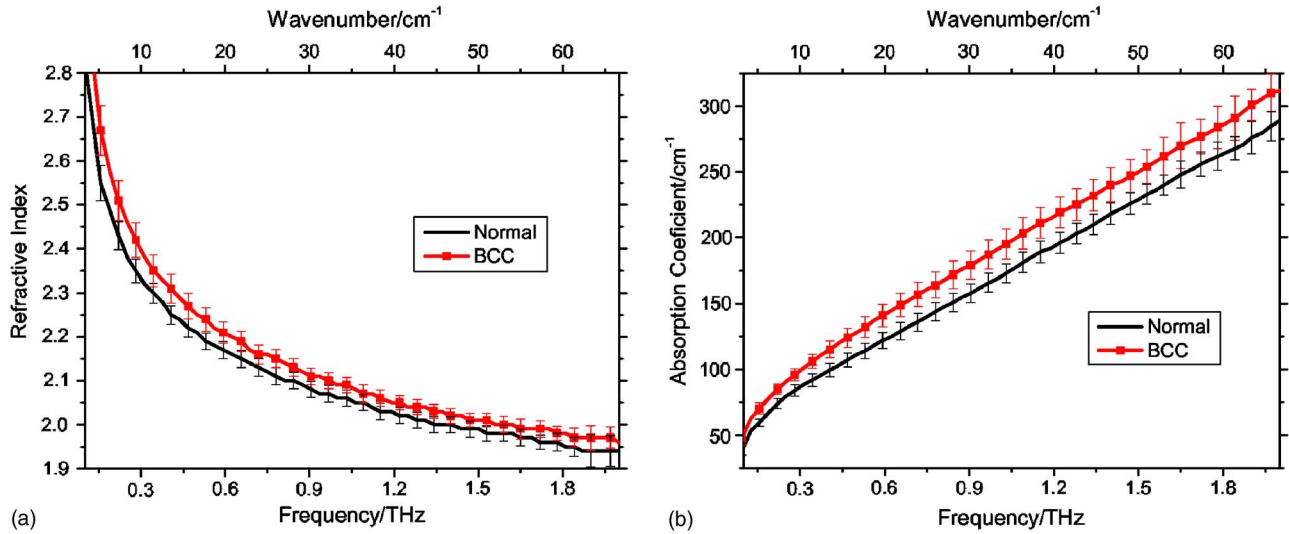 Wavenumber/cm⁻¹
10 20 30 40 50 60
2.8
2.7
2.6
2.5
2.4
2.3
2.2
2.1
2.0
1.9
Refractive Index
Normal
BCC
0.3 0.6 0.9 1.2 1.5 1.8
Frequency/THz
(a)
Wavenumber/cm⁻¹
10 20 30 40 50 60
300
250
200
150
100
50
Absorption Coeficient/cm⁻¹
Normal
BCC
0.3 0.6 0.9 1.2 1.5 1.8
Frequency/THz
(b)